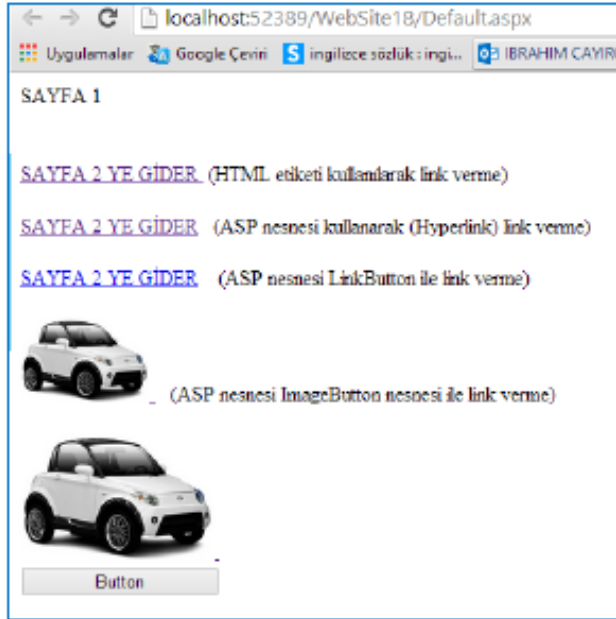 localhost:52389/WebSite18/Default.aspx
Uygulamalar Google Çeviri S ingilizce sözlük : ingi... IBRAHIM
SAYFA 1
SAYFA 2 YE GİDER (HTML etiketi kullanılarak link verme)
SAYFA 2 YE GİDER (ASP nesnesi kullanarak (Hyperlink) link verme)
SAYFA 2 YE GİDER (ASP nesnesi LinkButton ile link verme)
(ASP nesnesi ImageButton nesnesi ile link verme)
Button